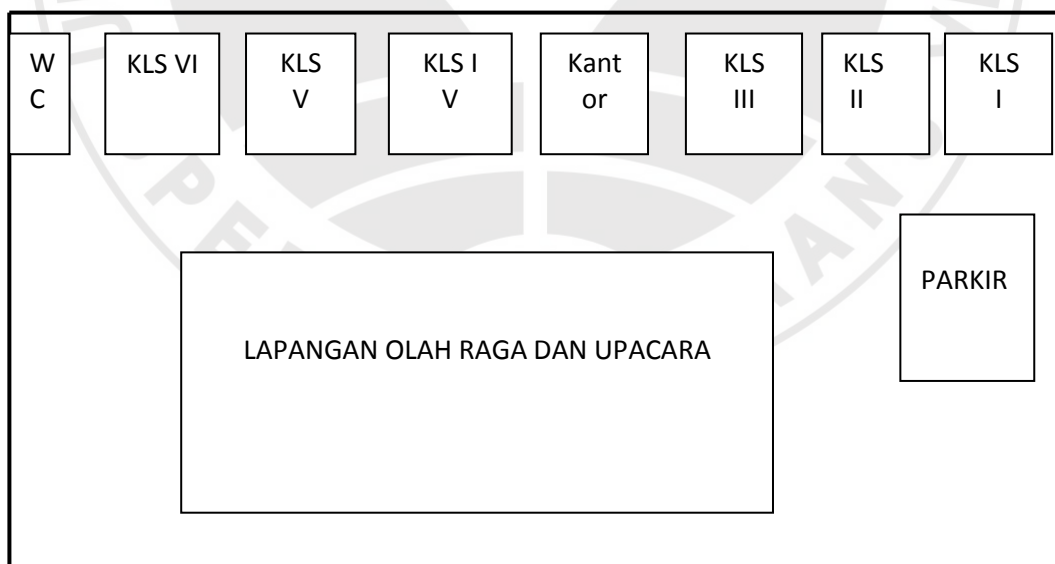 W
C
KLS VI
KLS
V
KLS I
V
Kant
or
KLS
III
KLS
II
KLS
I
PARKIR
LAPANGAN OLAH RAGA DAN UPACARA